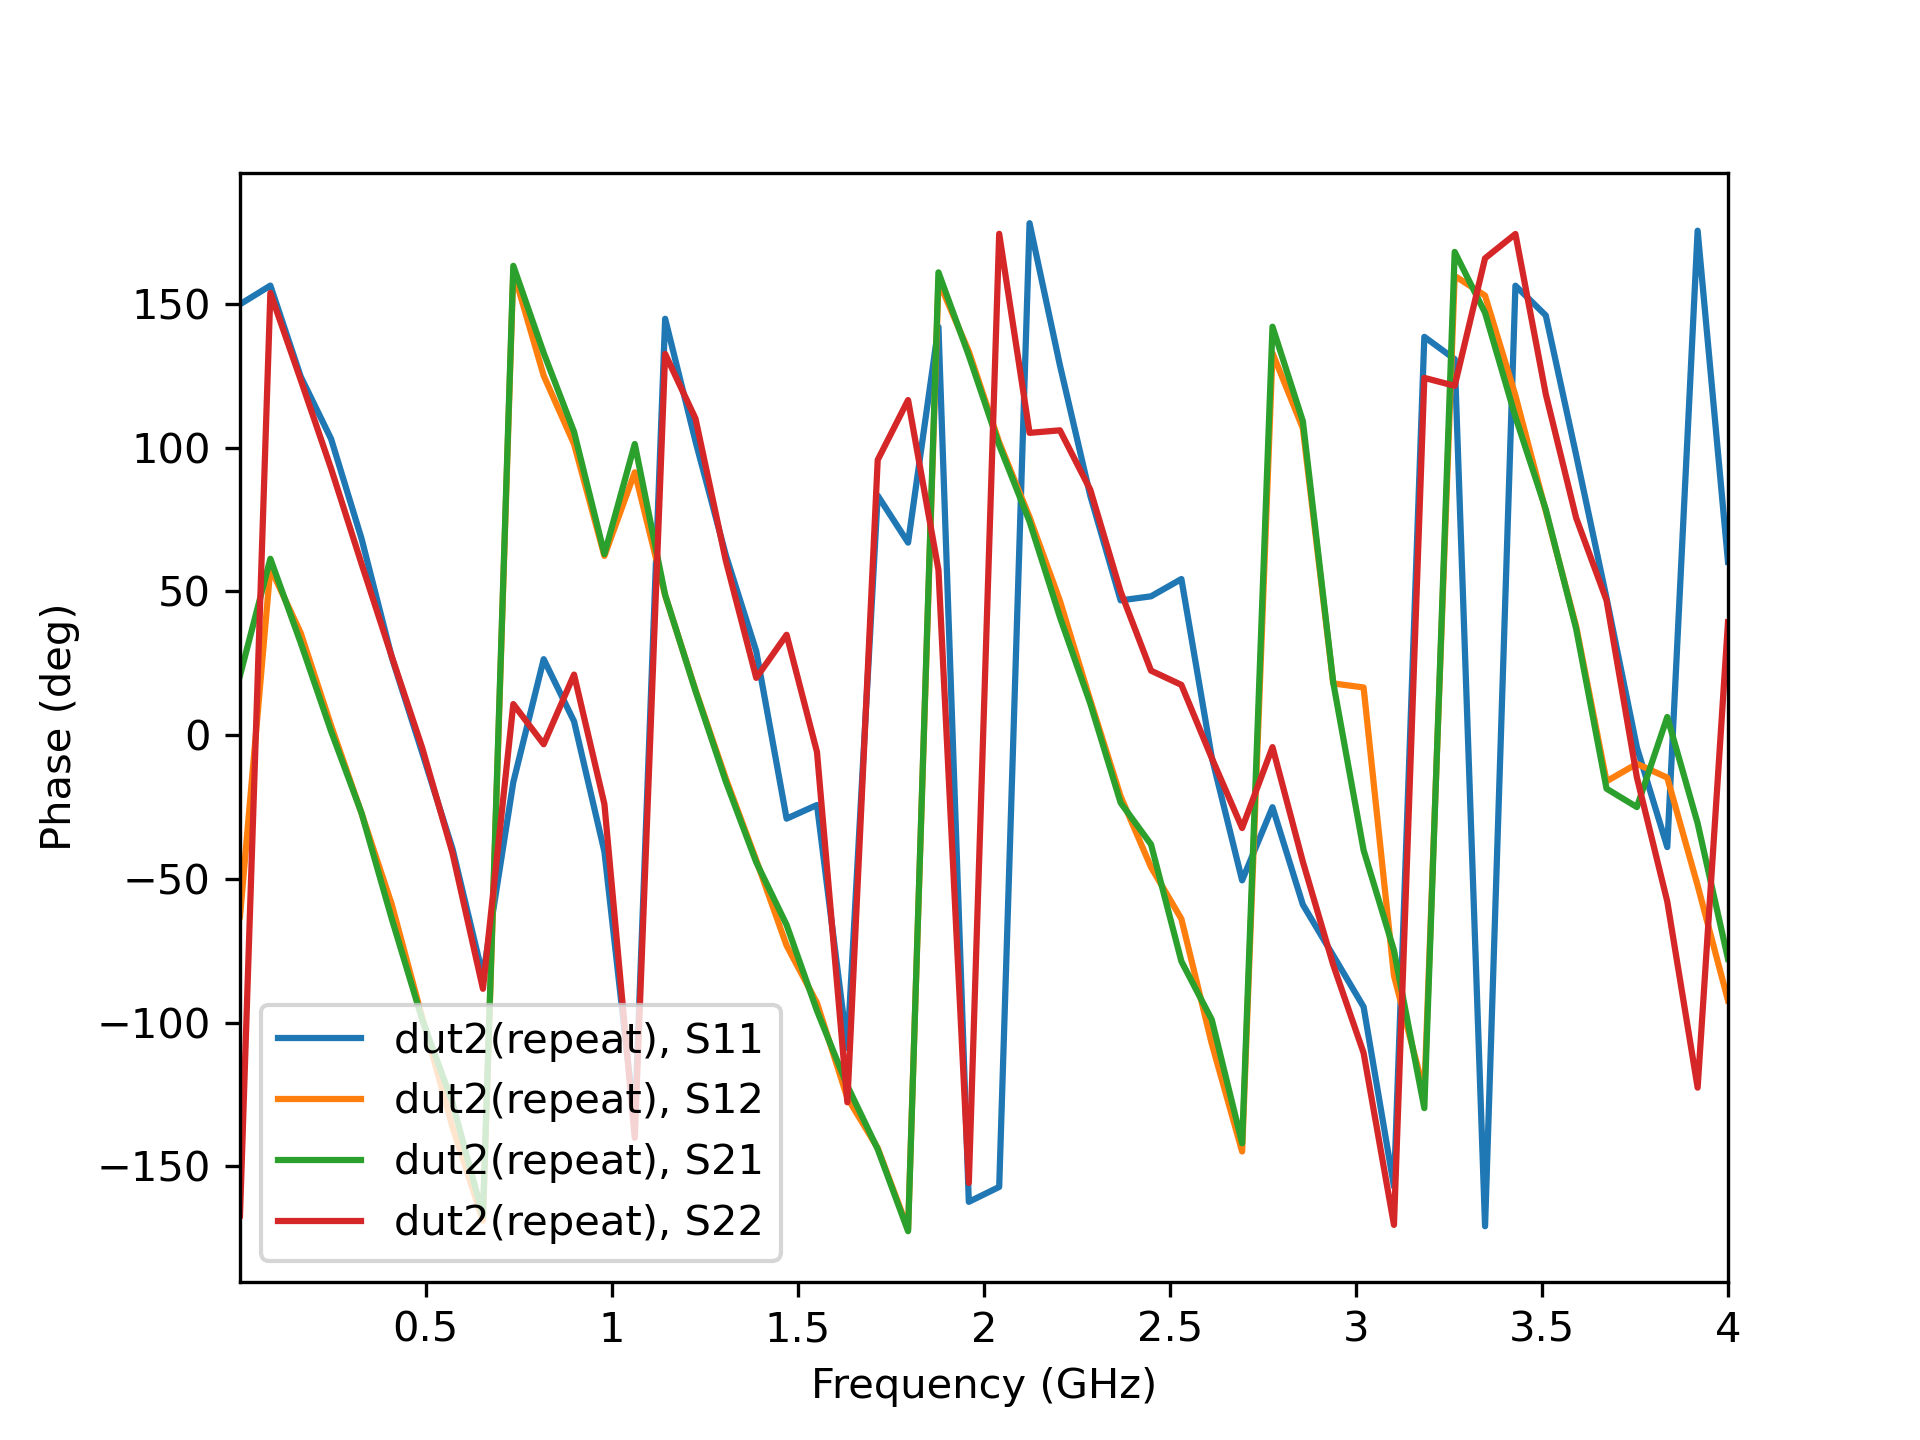 150
100
50
0
−50
−100
−150
Phase (deg)
dut2(repeat), S11
dut2(repeat), S12
dut2(repeat), S21
dut2(repeat), S22
0.5 1 1.5 2 2.5 3 3.5 4
Frequency (GHz)